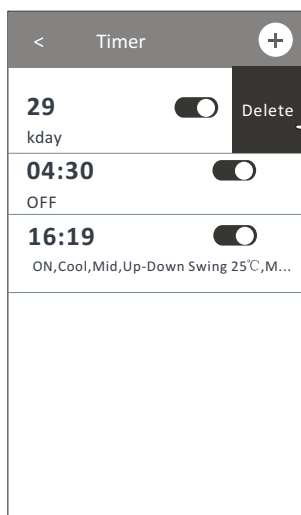 < Timer +
29
kday
Delete
04:30
OFF
16:19
ON,Cool,Mid,Up-Down Swing 25℃,M...